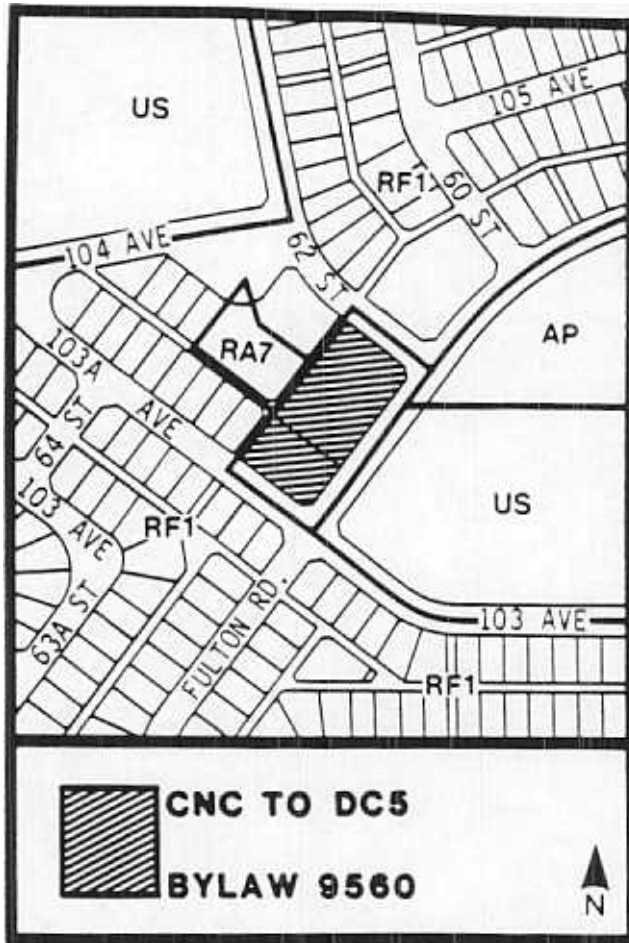 US
105 AVE
RF1
60 ST
104 AVE
62 ST
AP
RA7
103A AVE
64 ST
US
103 AVE
RF1
63A ST
FULTON RD.
103 AVE
RF1
CNC TO DC5
BYLAW 9560
N